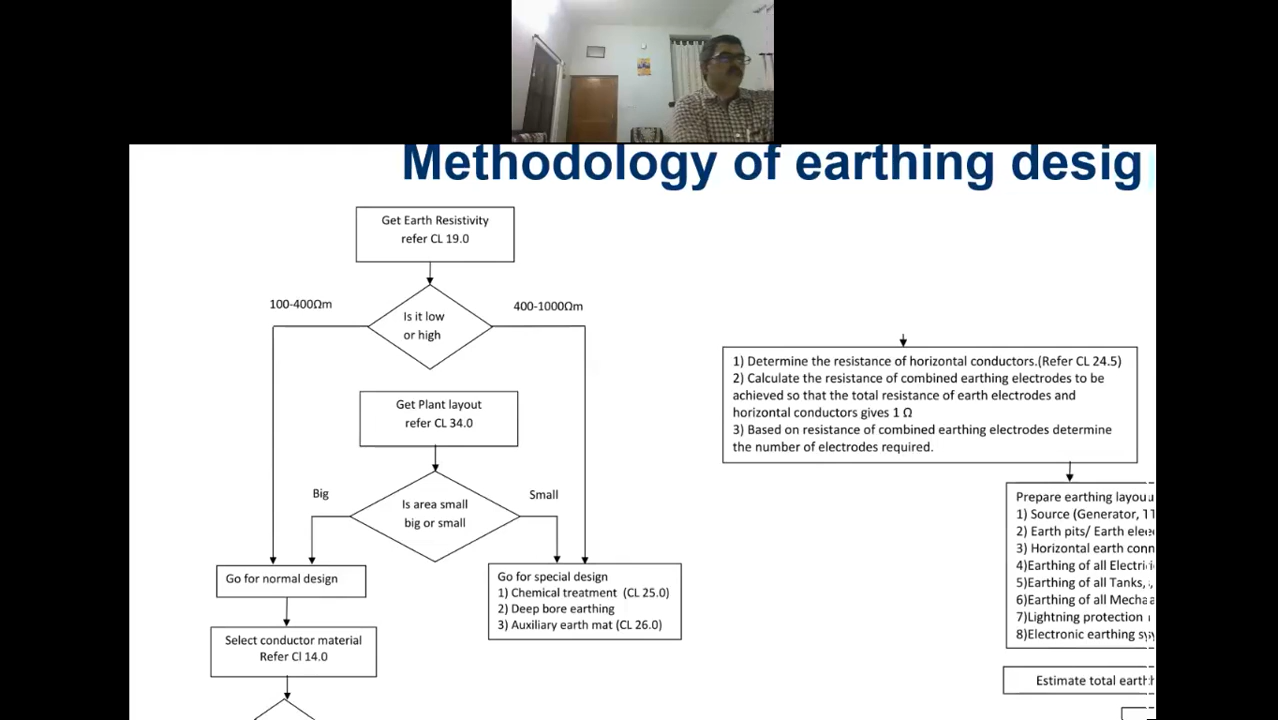 Methodology of earthing desig
Get Earth Resistivity
refer CL 19.0
100-400Ωm
400-1000Ωm
Is it low
or high
Get Plant layout
refer CL 34.0
Big
Small
Is area small
big or small
Go for normal design
Go for special design
1) Chemical treatment (CL 25.0)
2) Deep bore earthing
3) Auxiliary earth mat (CL 26.0)
Select conductor material
Refer Cl 14.0
1) Determine the resistance of horizontal conductors.(Refer CL 24.5)
2) Calculate the resistance of combined earthing electrodes to be
achieved so that the total resistance of earth electrodes and
horizontal conductors gives 1 Ω
3) Based on resistance of combined earthing electrodes determine
the number of electrodes required.
Prepare earthing
1) Source (Generator,
2) Earth pits/ Earth
3) Horizontal earth
4)Earthing of all
5)Earthing of all Tanks,
6)Earthing of all
7)Lightning protection
8)Electronic earthing
Estimate total